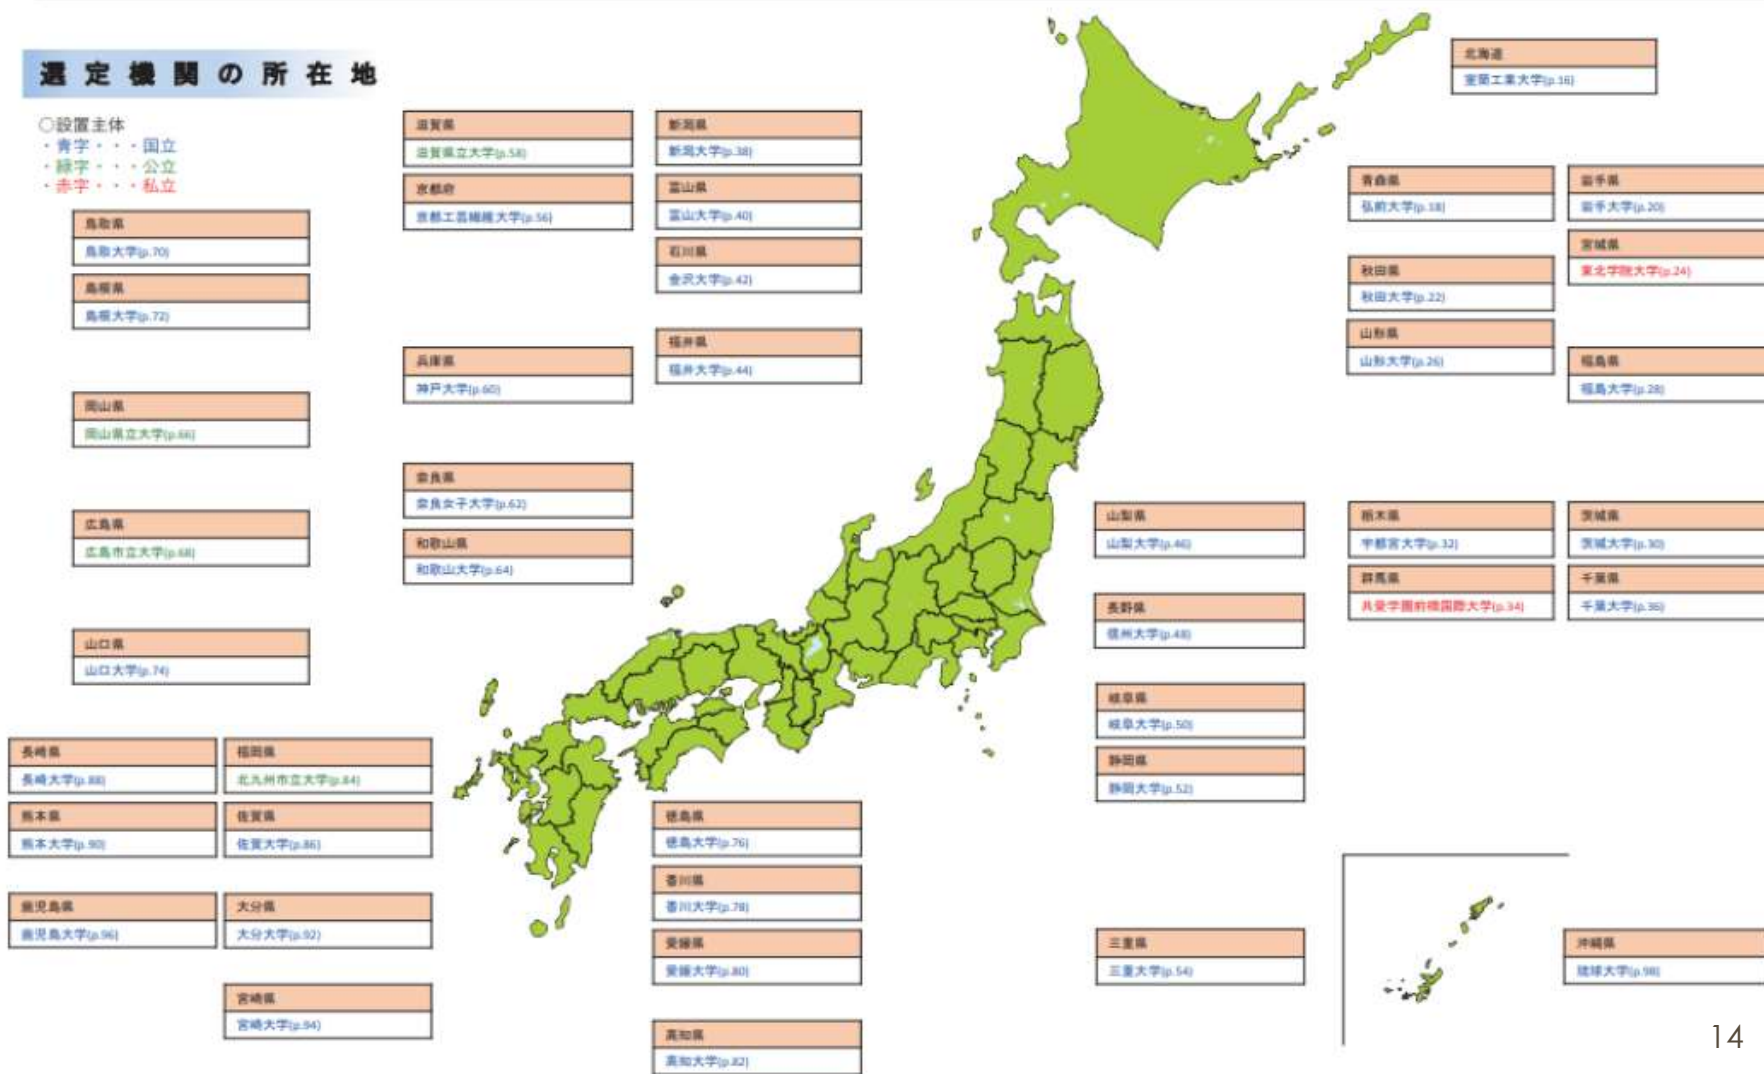 選定機関の所在地
○設置主体
・青字・・・国立
・緑字・・・公立
・赤字・・・私立
北海道
室蘭工業大学(p.16)
青森県
弘前大学(p.18)
岩手県
岩手大学(p.20)
宮城県
東北学院大学(p.24)
秋田県
秋田大学(p.22)
山形県
山形大学(p.26)
福島県
福島大学(p.28)
滋賀県
滋賀県立大学(p.58)
京都府
京都工芸繊維大学(p.56)
兵庫県
神戸大学(p.60)
奈良県
奈良女子大学(p.62)
和歌山県
和歌山大学(p.64)
新潟県
新潟大学(p.38)
富山県
富山大学(p.40)
石川県
金沢大学(p.42)
福井県
福井大学(p.44)
鳥取県
鳥取大学(p.70)
島根県
島根大学(p.72)
岡山県
岡山県立大学(p.66)
広島県
広島市立大学(p.68)
山口県
山口大学(p.74)
山梨県
山梨大学(p.46)
長野県
信州大学(p.48)
岐阜県
岐阜大学(p.50)
静岡県
静岡大学(p.52)
三重県
三重大学(p.54)
栃木県
宇都宮大学(p.32)
茨城県
茨城大学(p.30)
群馬県
共愛学園前橋国際大学(p.34)
千葉県
千葉大学(p.36)
長崎県
長崎大学(p.88)
福岡県
北九州市立大学(p.84)
熊本県
熊本大学(p.90)
佐賀県
佐賀大学(p.86)
鹿児島県
鹿児島大学(p.96)
大分県
大分大学(p.92)
宮崎県
宮崎大学(p.94)
徳島県
徳島大学(p.76)
香川県
香川大学(p.78)
愛媛県
愛媛大学(p.80)
高知県
高知大学(p.82)
沖縄県
琉球大学(p.98)
14